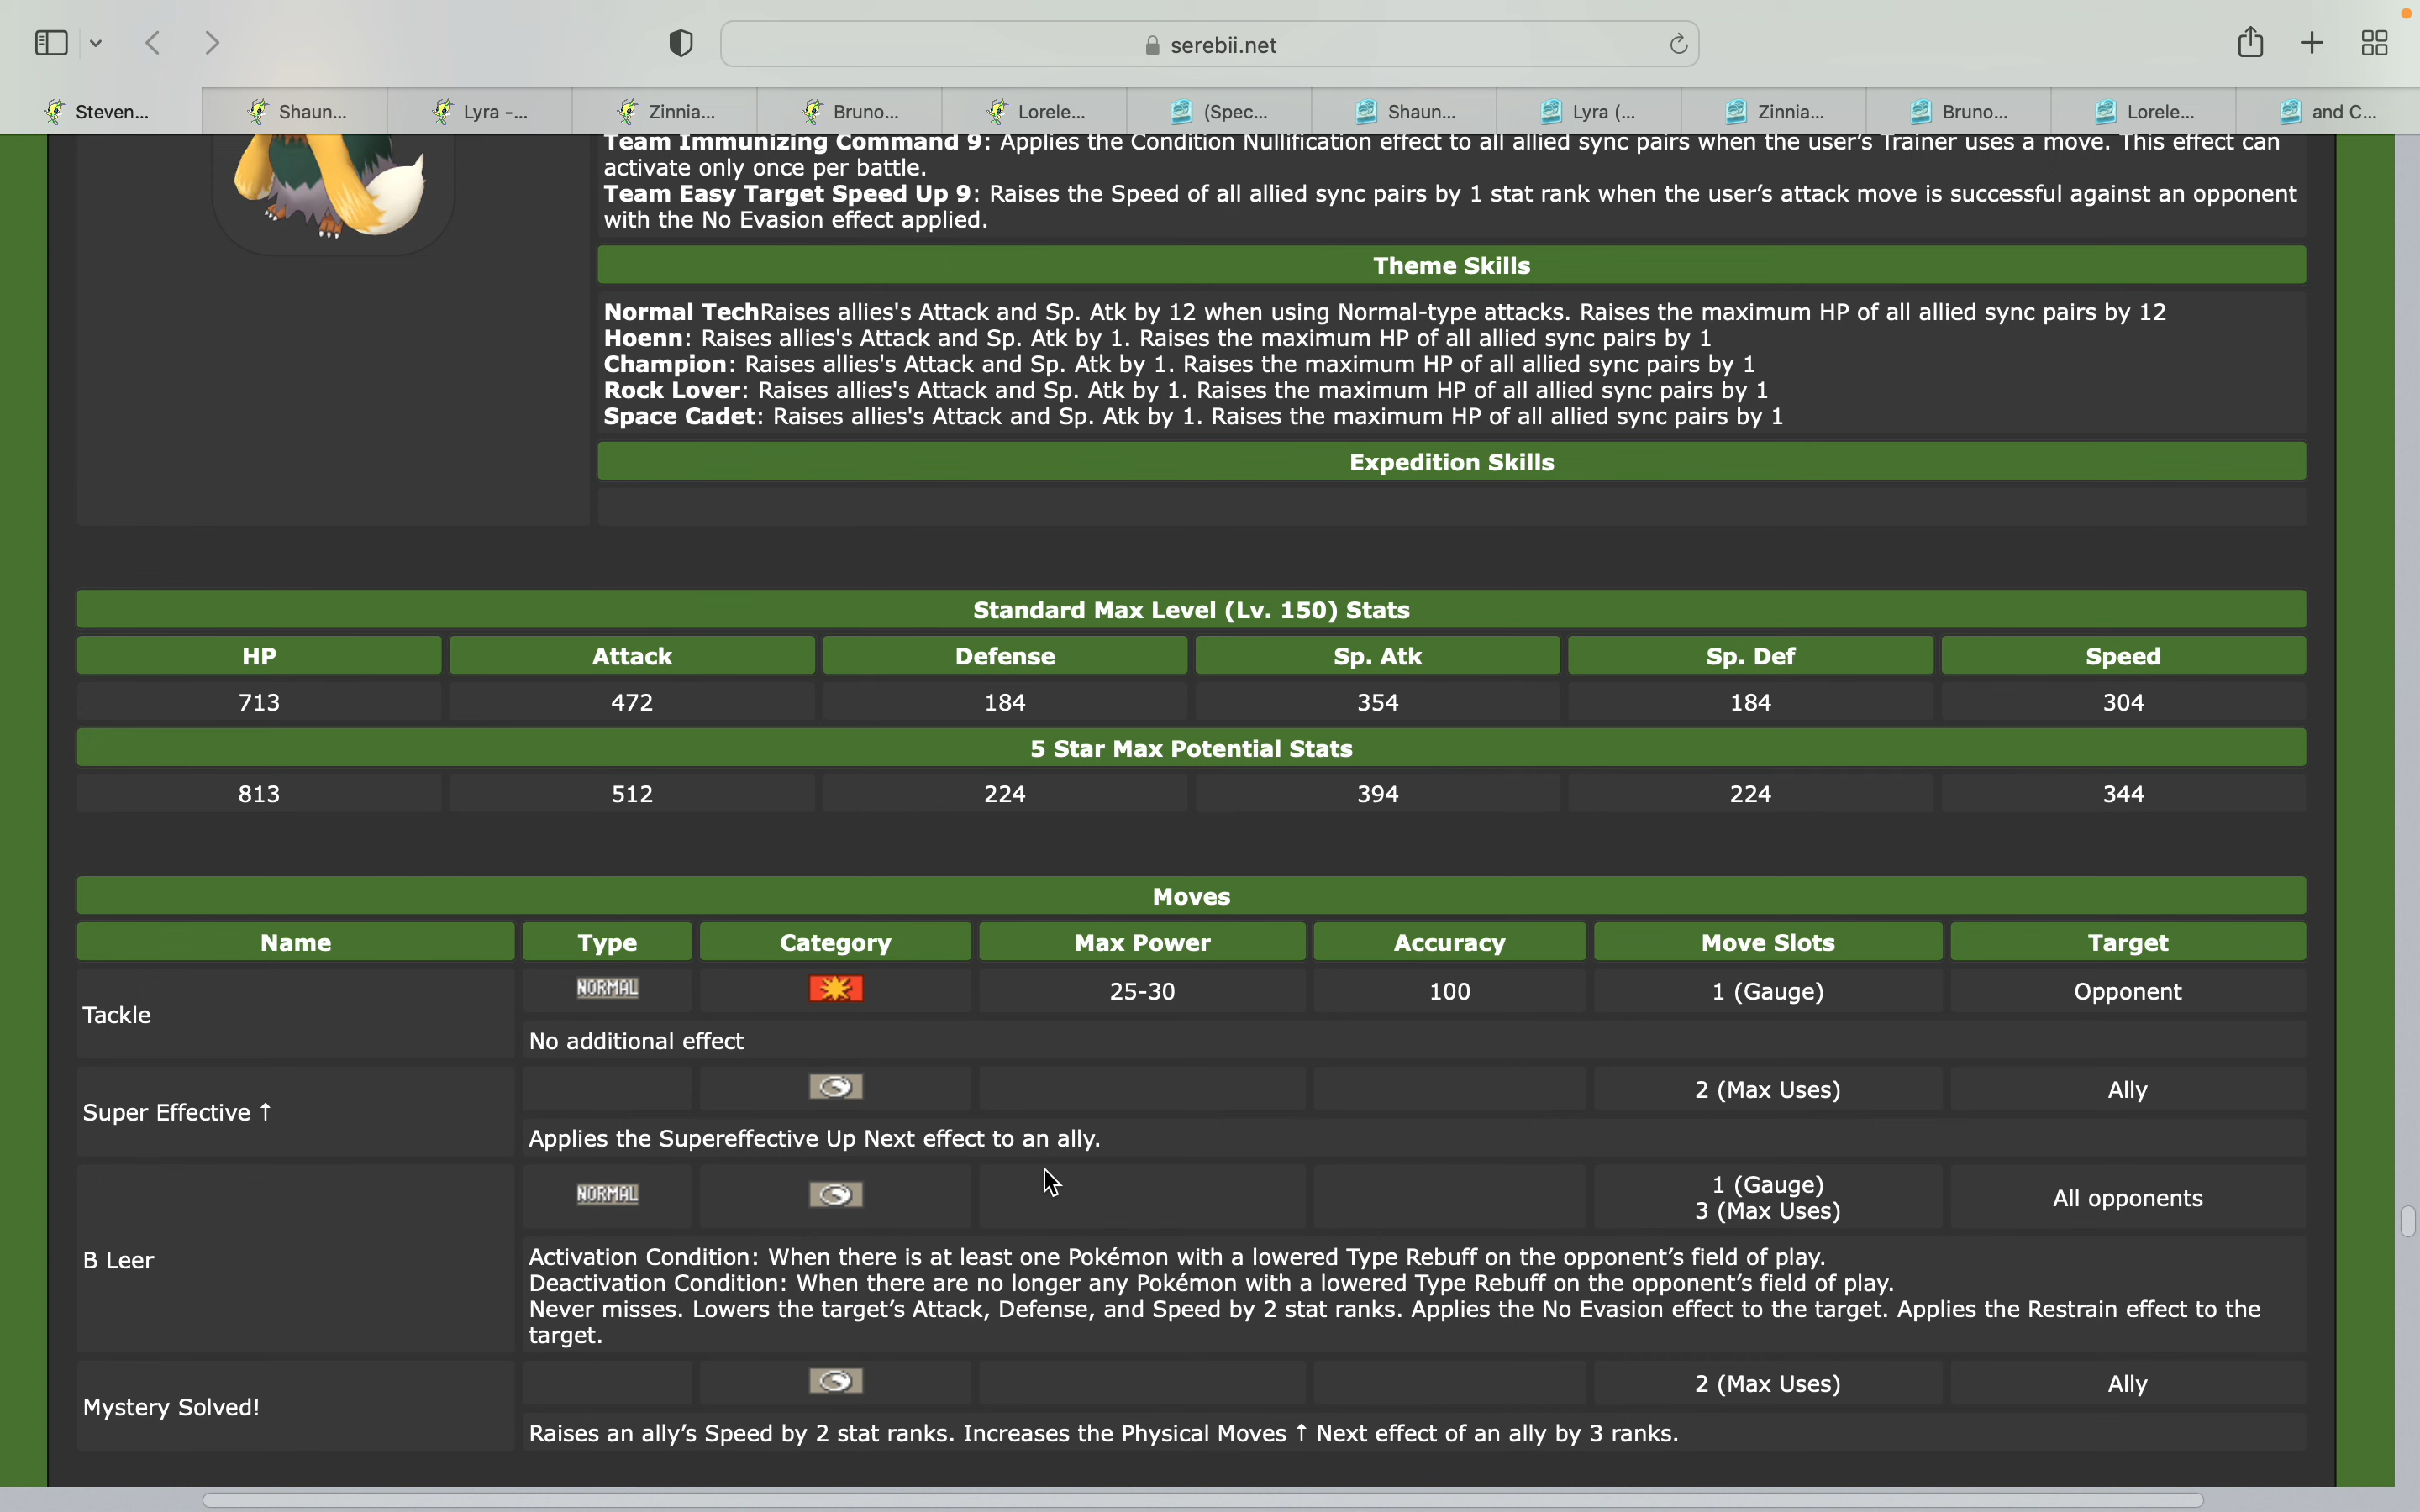 serebii.net
Steven...
Shaun...
Lyra -...
Zinnia...
Bruno...
Lorele...
(Spec...
Shaun...
Lyra (...
Zinnia...
Bruno...
Lorele...
and C...
Team Immunizing Command 9: Applies the Condition Nullification effect to all allied sync pairs when the user’s Trainer uses a move. This effect can
activate only once per battle.
Team Easy Target Speed Up 9: Raises the Speed of all allied sync pairs by 1 stat rank when the user’s attack move is successful against an opponent
with the No Evasion effect applied.
Theme Skills
Normal TechRaises allies's Attack and Sp. Atk by 12 when using Normal-type attacks. Raises the maximum HP of all allied sync pairs by 12
Hoenn: Raises allies's Attack and Sp. Atk by 1. Raises the maximum HP of all allied sync pairs by 1
Champion: Raises allies's Attack and Sp. Atk by 1. Raises the maximum HP of all allied sync pairs by 1
Rock Lover: Raises allies's Attack and Sp. Atk by 1. Raises the maximum HP of all allied sync pairs by 1
Space Cadet: Raises allies's Attack and Sp. Atk by 1. Raises the maximum HP of all allied sync pairs by 1
Expedition Skills
Standard Max Level (Lv. 150) Stats
HP Attack Defense Sp. Atk Sp. Def Speed
713 472 184 354 184 304
5 Star Max Potential Stats
813 512 224 394 224 344
Moves
Name Type Category Max Power Accuracy Move Slots Target
Tackle NORMAL 25-30 100 1 (Gauge) Opponent
No additional effect
Super Effective ↑ 2 (Max Uses) Ally
Applies the Supereffective Up Next effect to an ally.
B Leer NORMAL 1 (Gauge) All opponents
3 (Max Uses)
Activation Condition: When there is at least one Pokémon with a lowered Type Rebuff on the opponent’s field of play.
Deactivation Condition: When there are no longer any Pokémon with a lowered Type Rebuff on the opponent’s field of play.
Never misses. Lowers the target’s Attack, Defense, and Speed by 2 stat ranks. Applies the No Evasion effect to the target. Applies the Restrain effect to the
target.
Mystery Solved! 2 (Max Uses) Ally
Raises an ally’s Speed by 2 stat ranks. Increases the Physical Moves ↑ Next effect of an ally by 3 ranks.